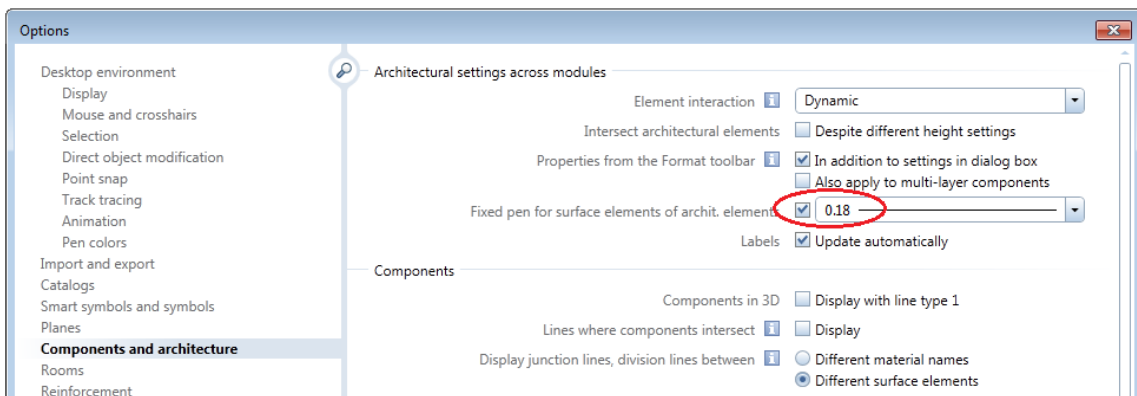 Options
Desktop environment
Display
Mouse and crosshairs
Selection
Direct object modification
Point snap
Track tracing
Animation
Pen colors
Import and export
Catalogs
Smart symbols and symbols
Planes
Components and architecture
Rooms
Reinforcement
Architectural settings across modules
Element interaction i Dynamic
Intersect architectural elements Despite different height settings
Properties from the Format toolbar i In addition to settings in dialog box
Also apply to multi-layer components
Fixed pen for surface elements of archit. element 0.18
Labels Update automatically
Components
Components in 3D Display with line type 1
Lines where components intersect i Display
Display junction lines, division lines between i Different material names
Different surface elements